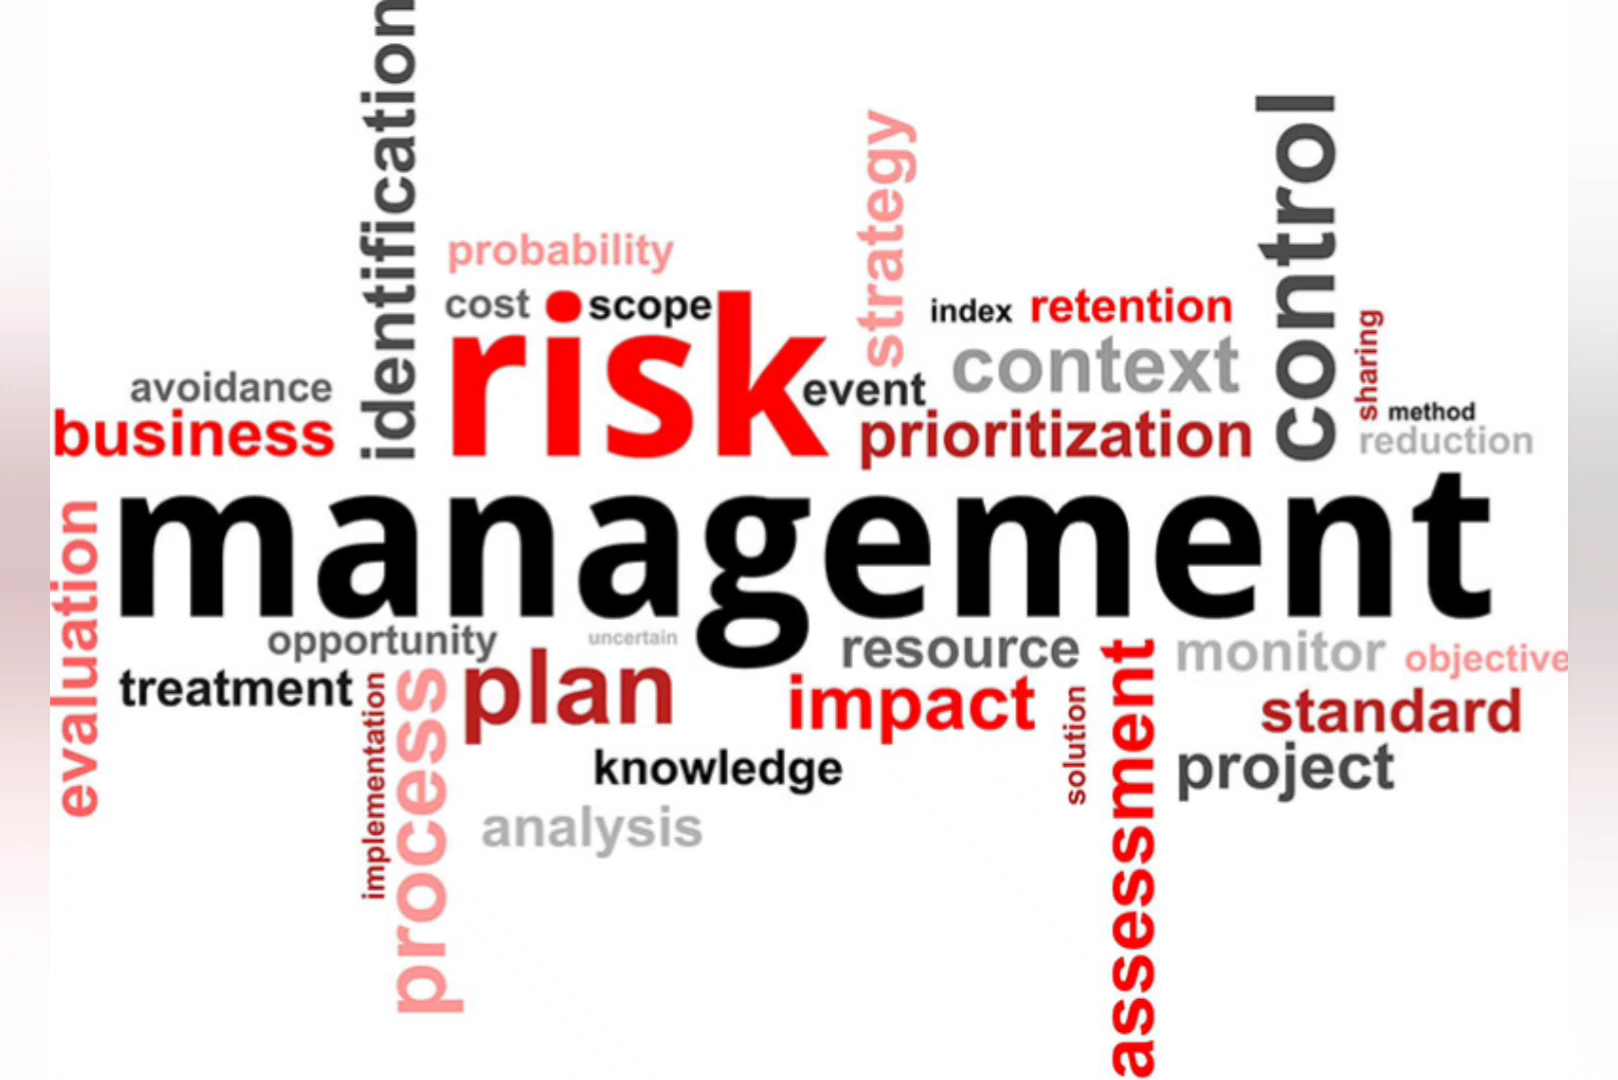 identification
strategy
control
probability
cost
scope
risk
index
retention
sharing
context
avoidance
event
method
business
prioritization
reduction
management
evaluation
opportunity
uncertain
resource
monitor
objective
treatment
implementation
process
plan
impact
solution
assessment
standard
knowledge
project
analysis